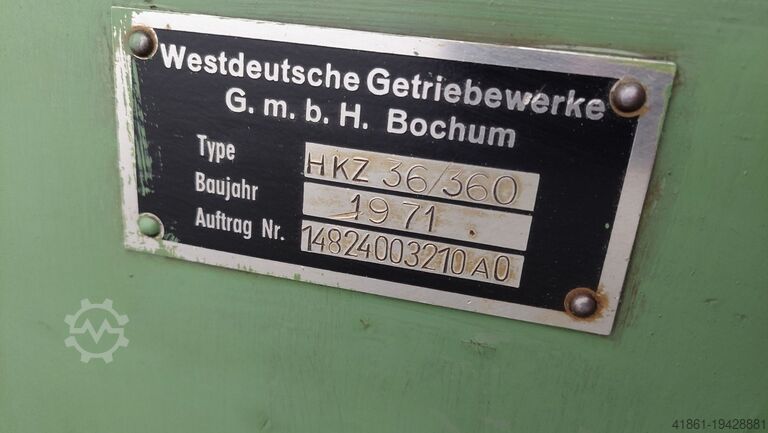 Westdeutsche Getriebewerke
G. m. b. H. Bochum
Type HKZ 36/360
Baujahr 1971
Auftrag Nr. 14824003210A0
41861-19428881